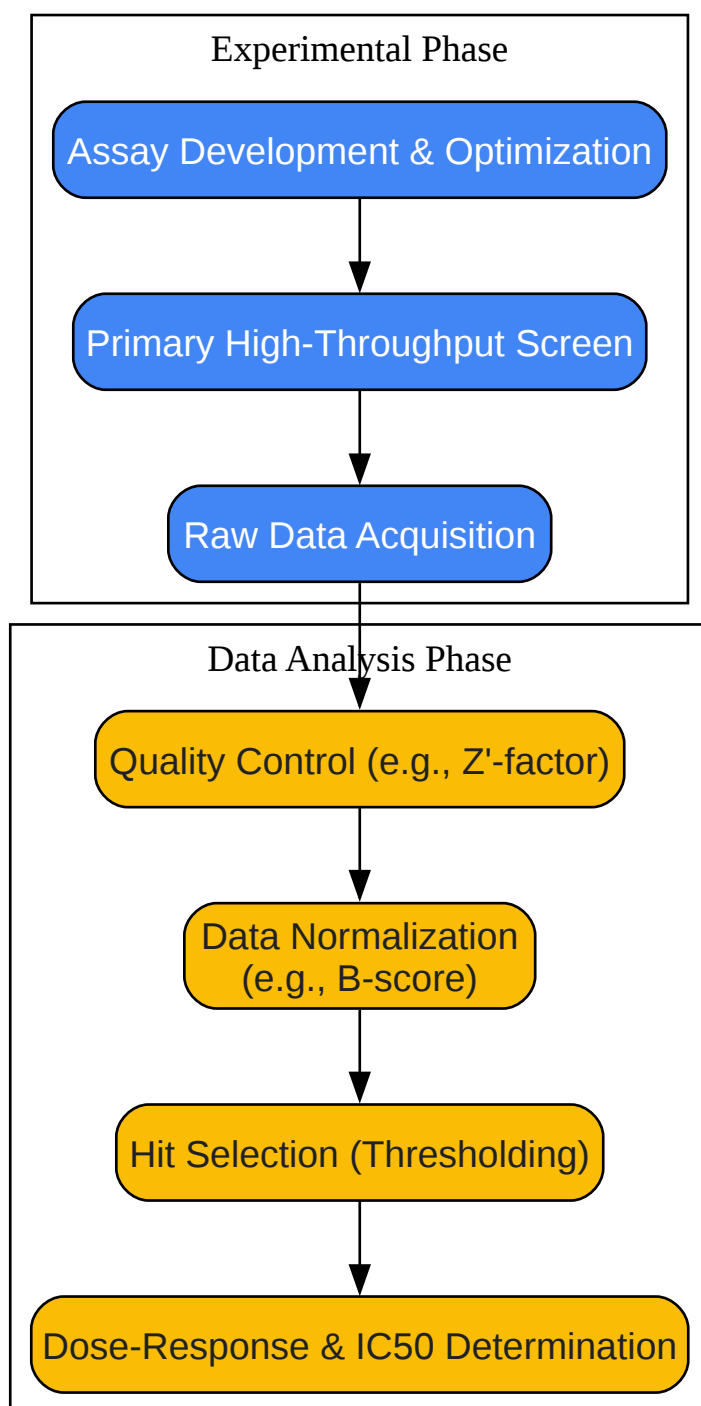 Experimental Phase
Assay Development & Optimization
Primary High-Throughput Screen
Raw Data Acquisition
Data Analysis Phase
Quality Control (e.g., Z'-factor)
Data Normalization
(e.g., B-score)
Hit Selection (Thresholding)
Dose-Response & IC50 Determination